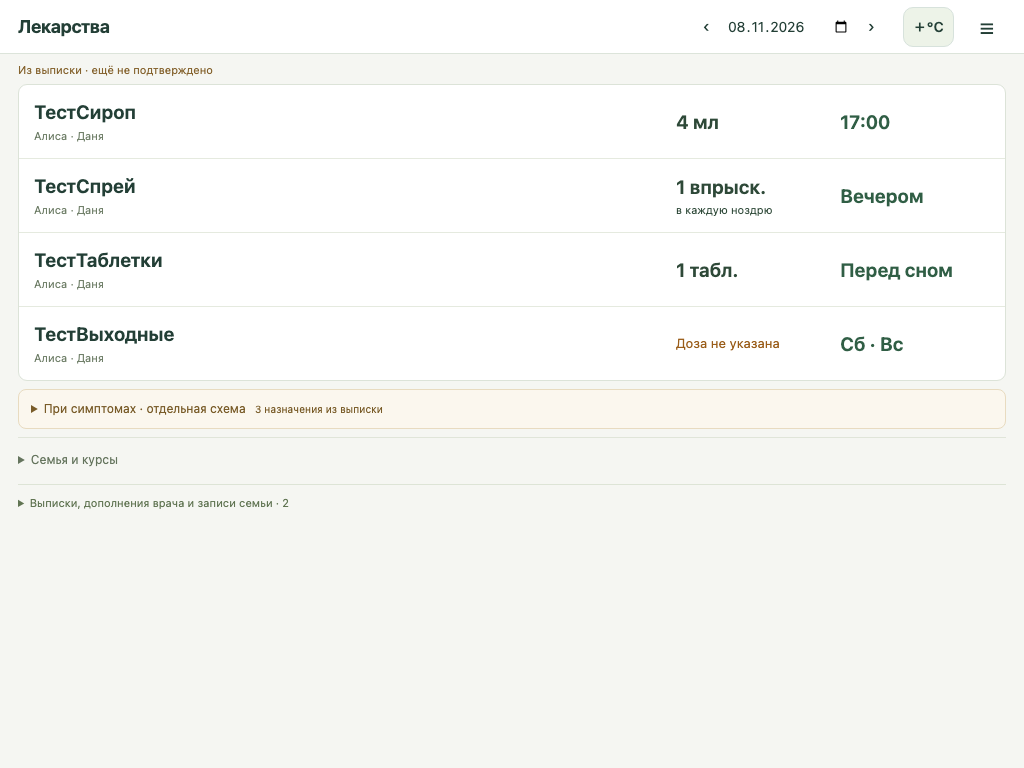 Лекарства
‹ 08.11.2026 › +°C ≡
Из выписки · ещё не подтверждено
ТестСироп
Алиса · Даня
4 мл
17:00
ТестСпрей
Алиса · Даня
1 впрыск.
в каждую ноздрю
Вечером
ТестТаблетки
Алиса · Даня
1 табл.
Перед сном
ТестВыходные
Алиса · Даня
Доза не указана
Сб · Вс
При симптомах · отдельная схема 3 назначения из выписки
Семья и курсы
Выписки, дополнения врача и записи семьи · 2